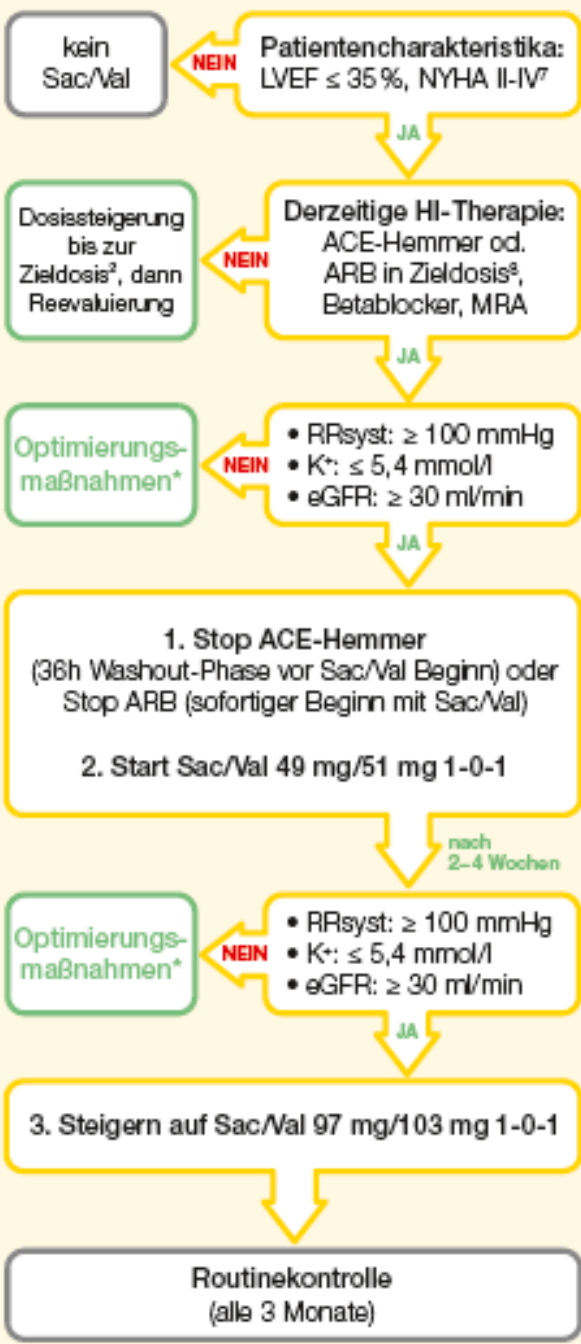 kein
Sac/Val
NEIN
Patientencharakteristika:
LVEF ≤ 35 %, NYHA II-IV⁷
JA
Dosissteigerung
bis zur
Zieldosis², dann
Reevaluierung
NEIN
Derzeitige HI-Therapie:
ACE-Hemmer od.
ARB in Zieldosis⁸,
Betablocker, MRA
JA
Optimierungs-
maßnahmen*
NEIN
• RRsyst: ≥ 100 mmHg
• K⁺: ≤ 5,4 mmol/l
• eGFR: ≥ 30 ml/min
JA
1. Stop ACE-Hemmer
(36h Washout-Phase vor Sac/Val Beginn) oder
Stop ARB (sofortiger Beginn mit Sac/Val)
2. Start Sac/Val 49 mg/51 mg 1-0-1
nach
2–4 Wochen
Optimierungs-
maßnahmen*
NEIN
• RRsyst: ≥ 100 mmHg
• K⁺: ≤ 5,4 mmol/l
• eGFR: ≥ 30 ml/min
JA
3. Steigern auf Sac/Val 97 mg/103 mg 1-0-1
Routinekontrolle
(alle 3 Monate)